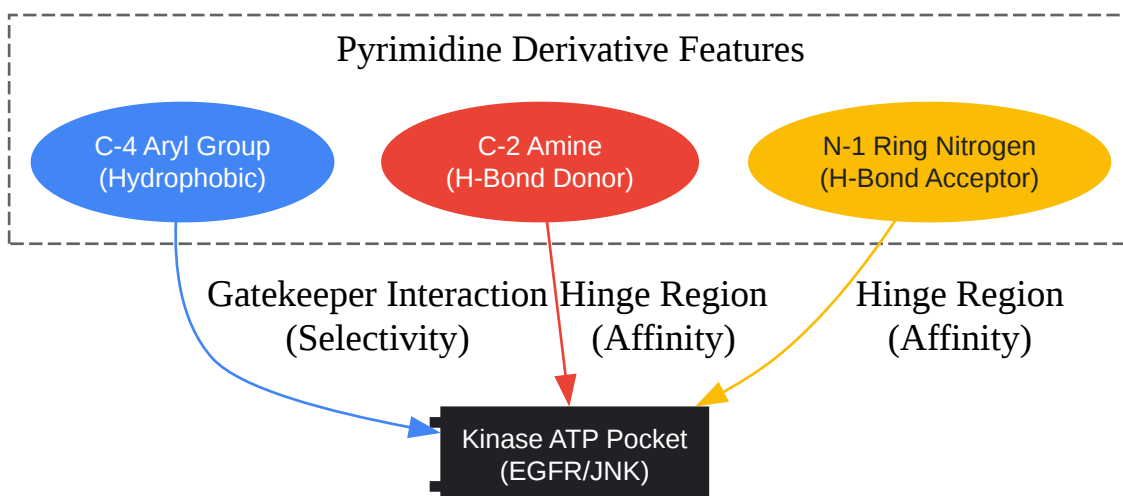 Pyrimidine Derivative Features
C-4 Aryl Group
(Hydrophobic)
C-2 Amine
(H-Bond Donor)
N-1 Ring Nitrogen
(H-Bond Acceptor)
Gatekeeper Interaction
(Selectivity)
Hinge Region
(Affinity)
Hinge Region
(Affinity)
Kinase ATP Pocket
(EGFR/JNK)